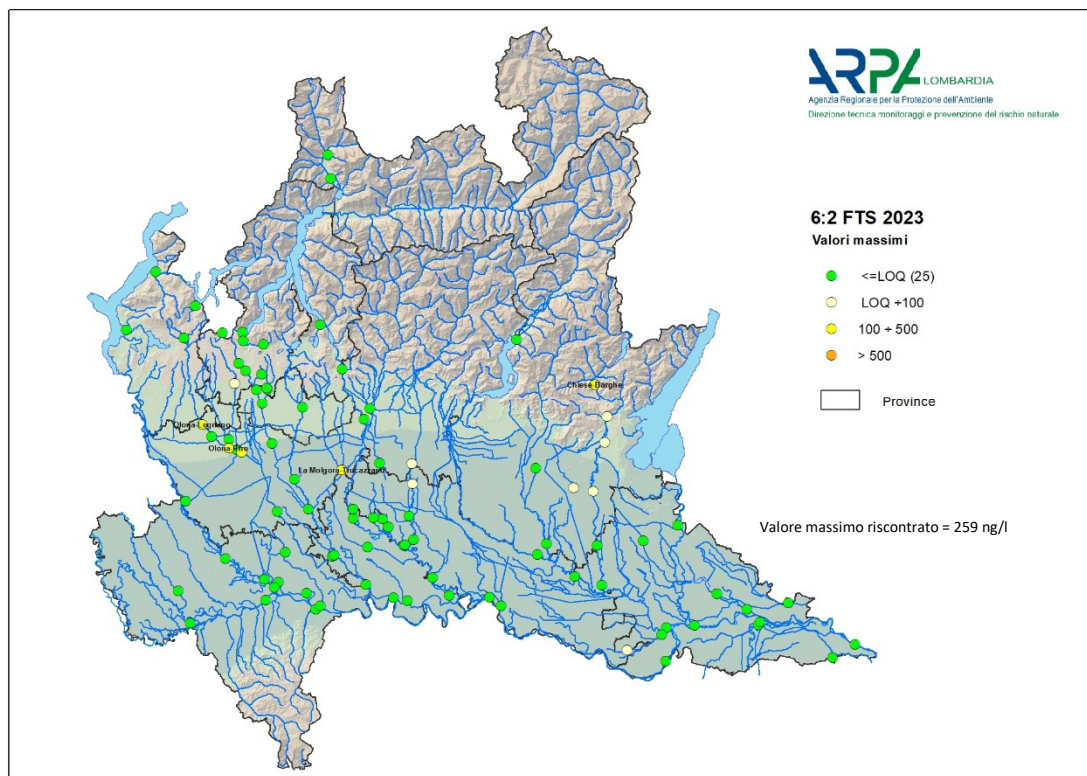 ARPA LOMBARDIA
Agenzia Regionale per la Protezione dell'Ambiente
Direzione tecnica monitoraggi e prevenzione del rischio naturale
6:2 FTS 2023
Valori massimi
<=LOQ (25)
LOQ ÷100
100 ÷ 500
> 500
Province
Chiese-Barghe
Olona-Legnano
Olona-Rho
La Molgora-Truccazzano
Valore massimo riscontrato = 259 ng/l